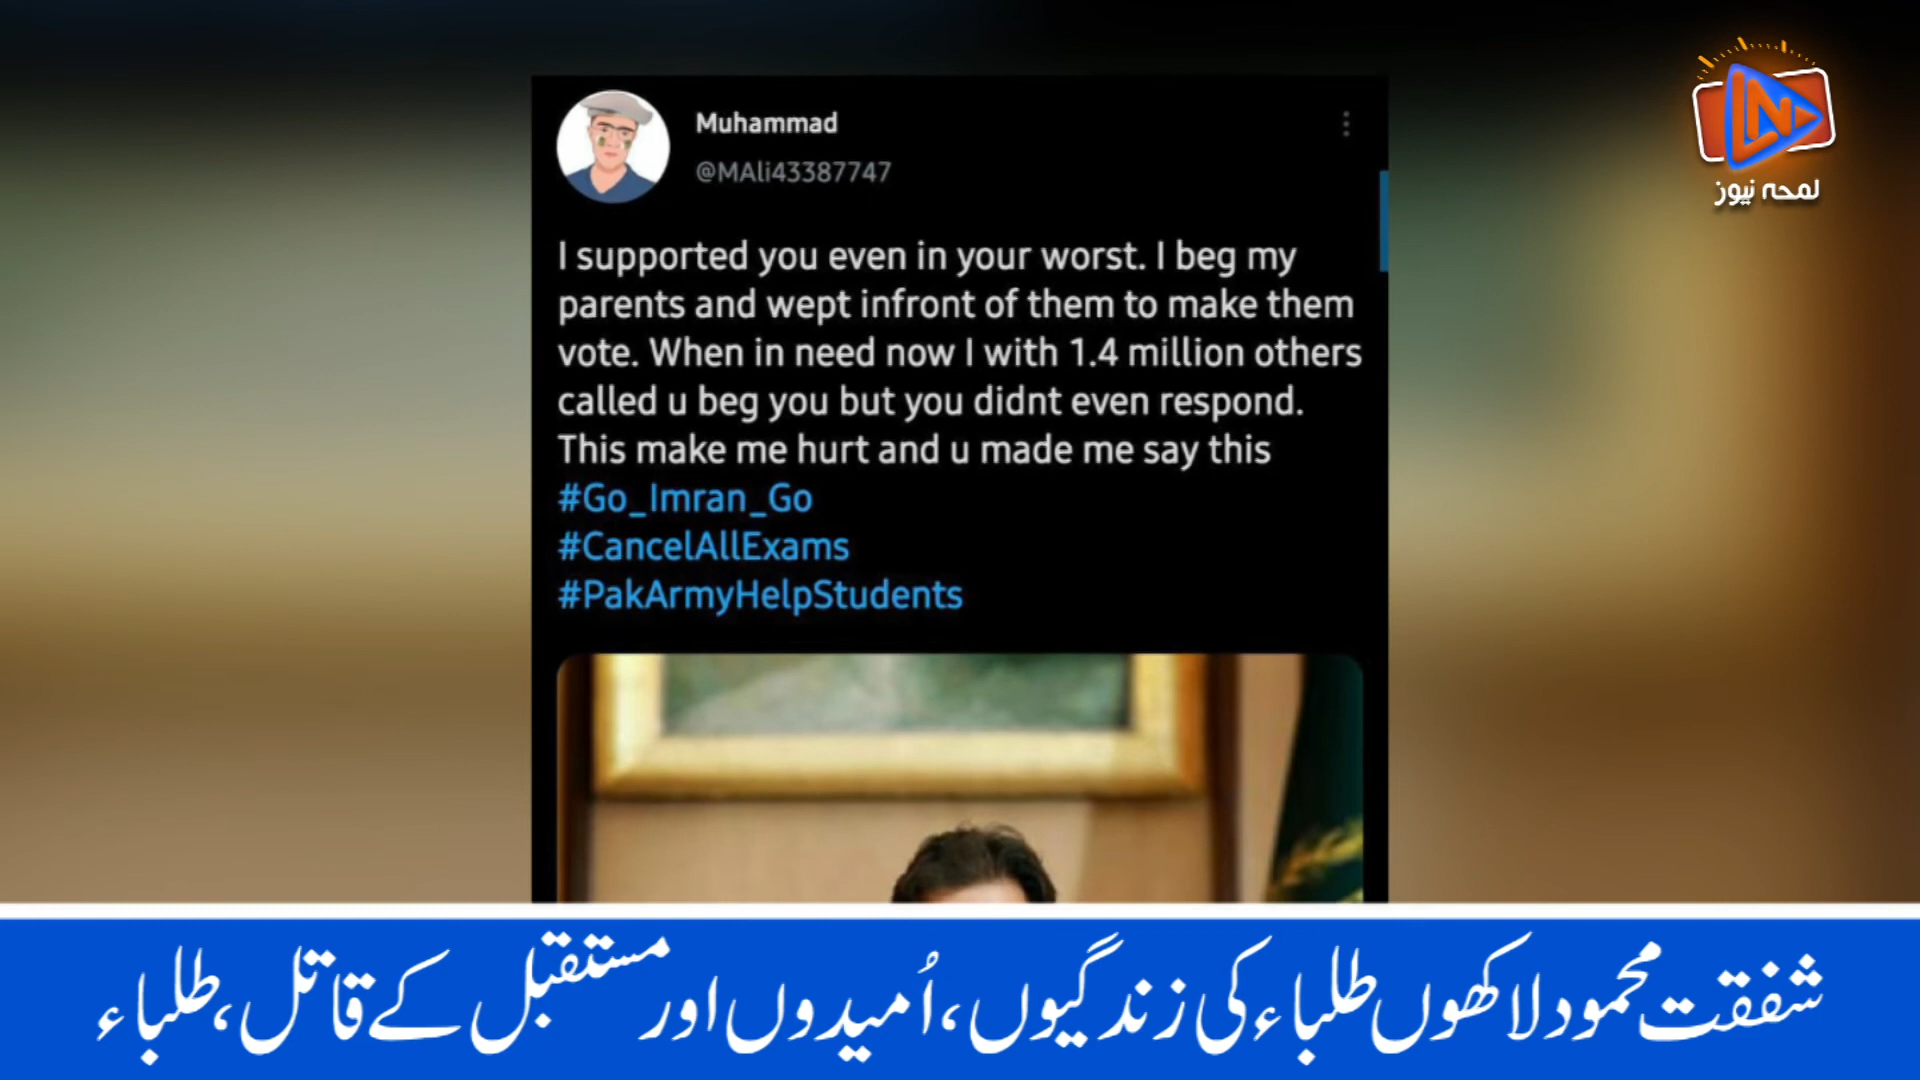 Muhammad
@MAli43387747
I supported you even in your worst. I beg my
parents and wept infront of them to make them
vote. When in need now I with 1.4 million others
called u beg you but you didnt even respond.
This make me hurt and u made me say this
#Go_Imran_Go
#CancelAllExams
#PakArmyHelpStudents
لمحہ نیوز
شفقت محمود لاکھوں طلباء کی زندگیوں، اُمیدوں اور مستقبل کے قاتل، طلباء